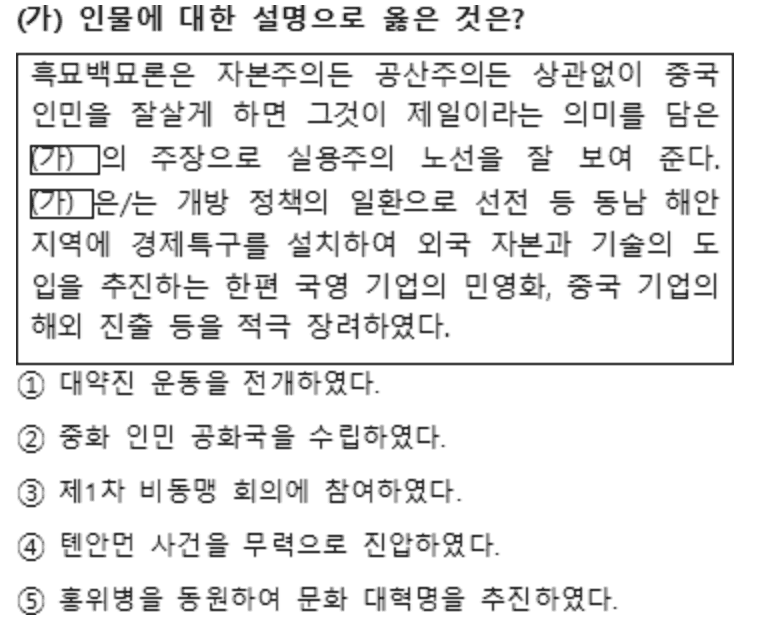 (가) 인물에 대한 설명으로 옳은 것은?
흑묘백묘론은 자본주의든 공산주의든 상관없이 중국
인민을 잘살게 하면 그것이 제일이라는 의미를 담은
(가) 의 주장으로 실용주의 노선을 잘 보여 준다.
(가) 은/는 개방 정책의 일환으로 선전 등 동남 해안
지역에 경제특구를 설치하여 외국 자본과 기술의 도
입을 추진하는 한편 국영 기업의 민영화, 중국 기업의
해외 진출 등을 적극 장려하였다.
① 대약진 운동을 전개하였다.
② 중화 인민 공화국을 수립하였다.
③ 제1차 비동맹 회의에 참여하였다.
④ 톈안먼 사건을 무력으로 진압하였다.
⑤ 홍위병을 동원하여 문화 대혁명을 추진하였다.